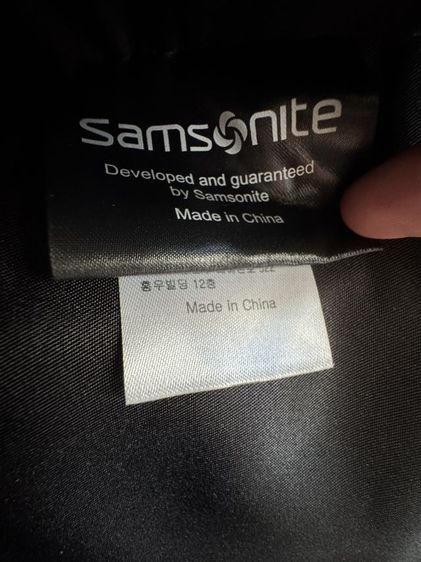 samsonite
Developed and guaranteed
by Samsonite
Made in China
522
홍우빌딩 12층
Made in China